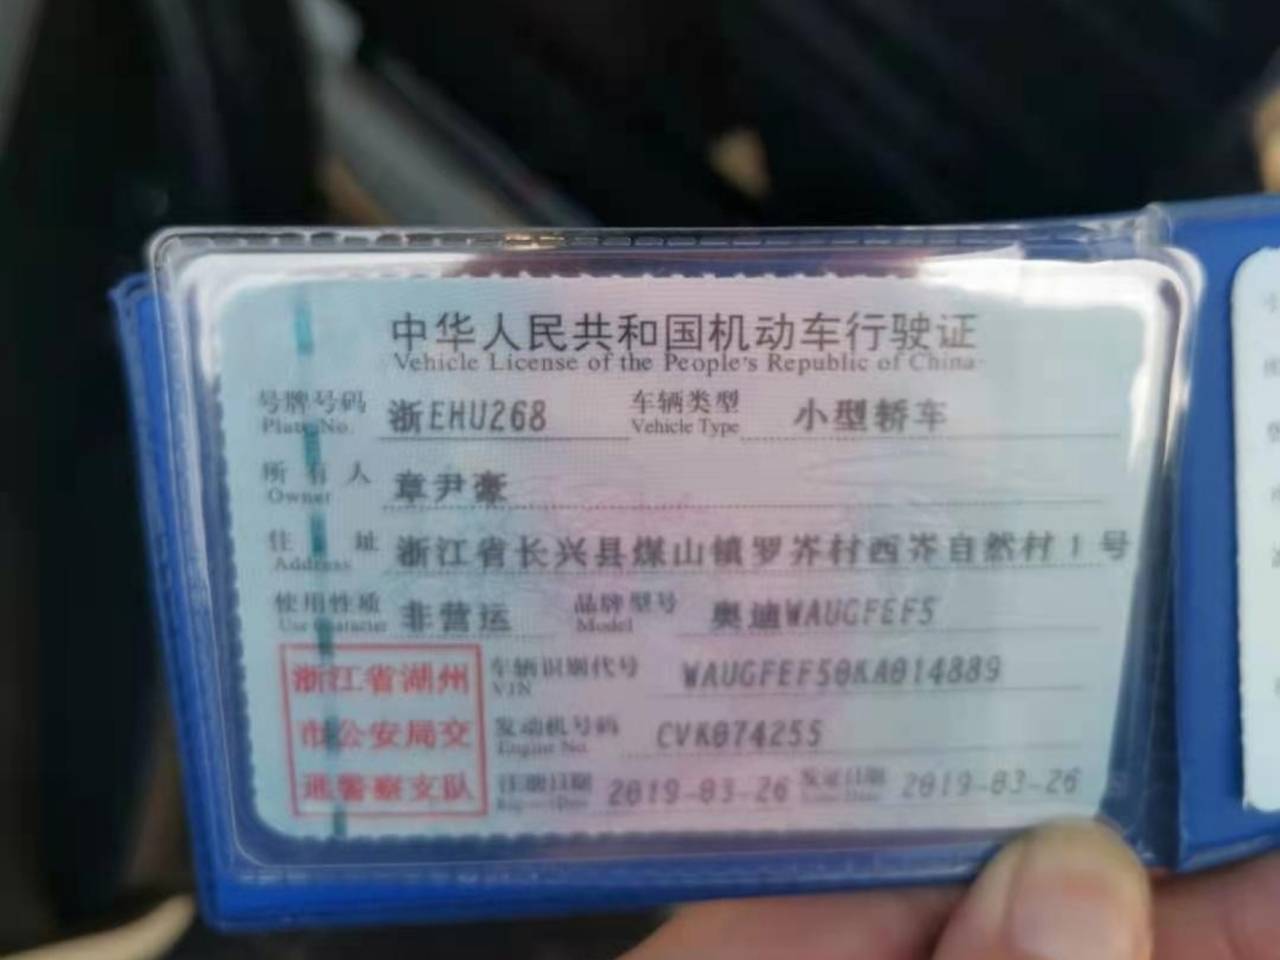 中华人民共和国机动车行驶证
Vehicle License of the People's Republic of China
号牌号码 浙EHU268 车辆类型 小型轿车
Plate No. Vehicle Type
所有人 章尹豪
Owner
住址 浙江省长兴县煤山镇罗岕村西岕自然村1号
Address
使用性质 非营运 品牌型号 奥迪WAUGFEF5
Use Character Model
浙江省湖州 车辆识别代号 WAUGFEF50KA014889
VIN
市公安局交 发动机号码 CVK074255
Engine No.
通警察支队 注册日期 2019-03-26 发证日期 2019-03-26